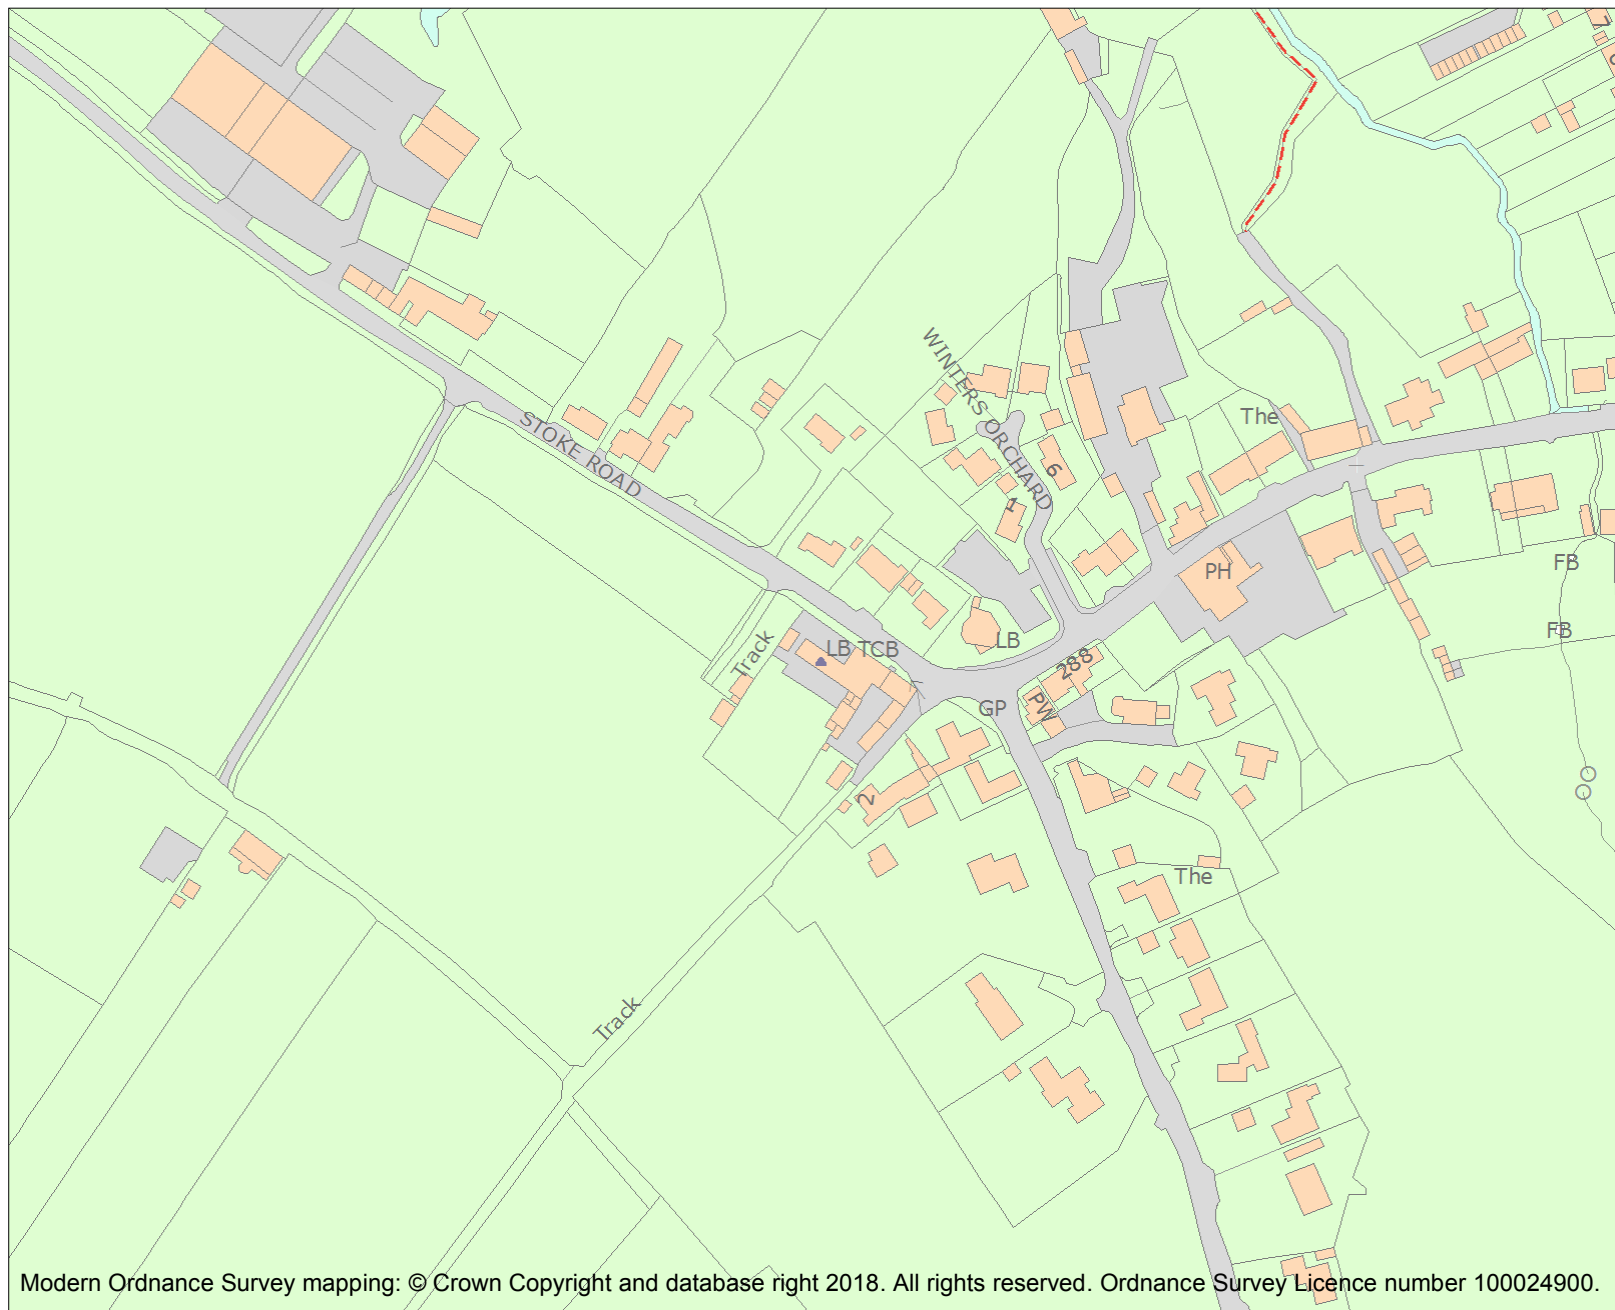 WINTERS ORCHARD
The
STOKE ROAD
6
1
PH
FB
FB
LB
TCB
LB
Track
288
PW
GP
2
The
Track
Modern Ordnance Survey mapping: © Crown Copyright and database right 2018. All rights reserved. Ordnance Survey Licence number 100024900.